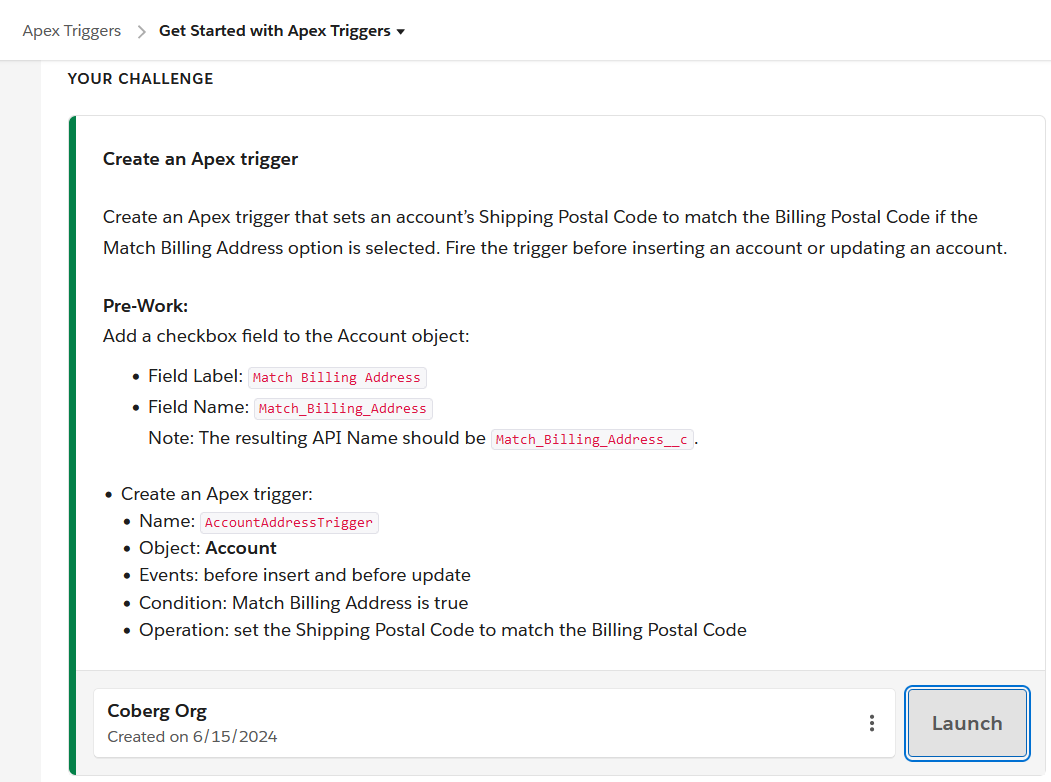 Apex Triggers > Get Started with Apex Triggers
YOUR CHALLENGE
Create an Apex trigger
Create an Apex trigger that sets an account’s Shipping Postal Code to match the Billing Postal Code if the
Match Billing Address option is selected. Fire the trigger before inserting an account or updating an account.
Pre-Work:
Add a checkbox field to the Account object:
• Field Label: Match Billing Address
• Field Name: Match_Billing_Address
Note: The resulting API Name should be Match_Billing_Address__c.
• Create an Apex trigger:
• Name: AccountAddressTrigger
• Object: Account
• Events: before insert and before update
• Condition: Match Billing Address is true
• Operation: set the Shipping Postal Code to match the Billing Postal Code
Coberg Org
Created on 6/15/2024
Launch